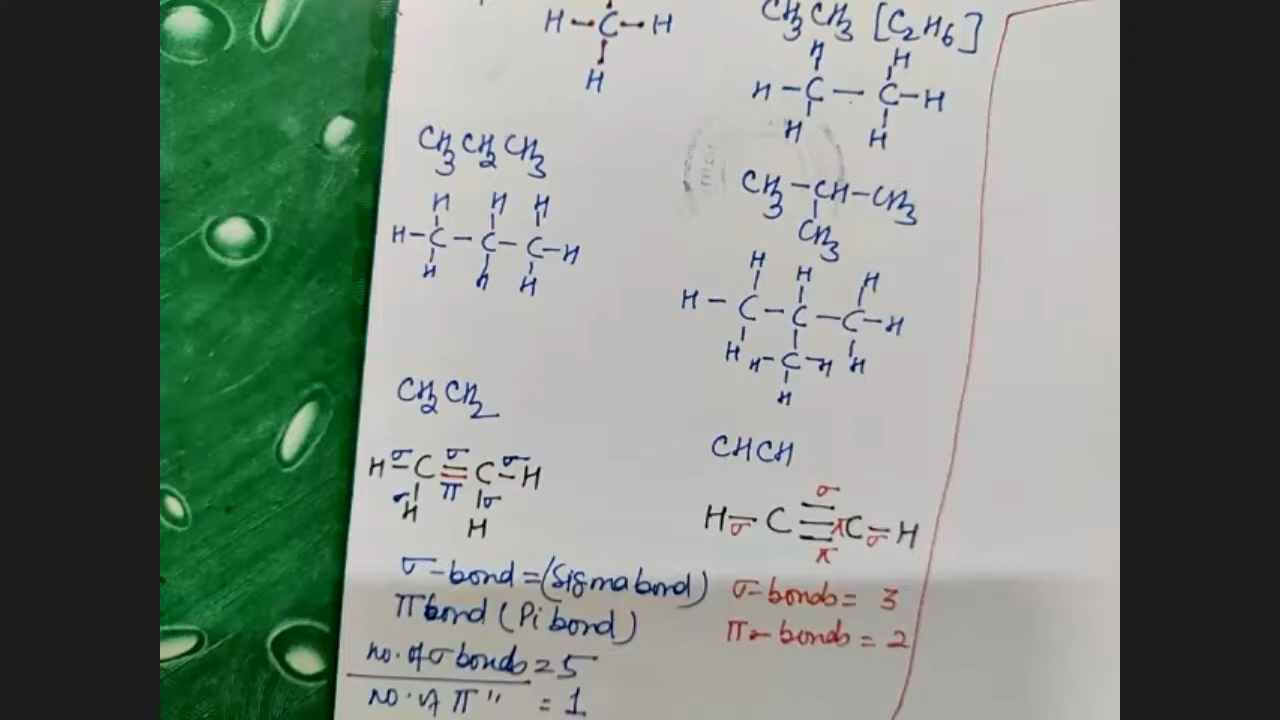 H-C-H
H
CH3CH3 [C2H6]
H H
H-C-C-H
H H
CH3CH2CH3
H H H
H-C-C-C-H
H H H
CH3-CH-CH3
CH3
H H H
H-C-C-C-H
H H-C-H H
H
CH2CH2
σ σ σ
H-C=C-H
σ π σ
H H
σ-bond=(Sigma bond)
π bond (Pi bond)
no. of σ bonds = 5
no. of π " = 1
CHCH
σ
H-C≡C-H
σ π σ
π
σ-bonds = 3
π-bonds = 2